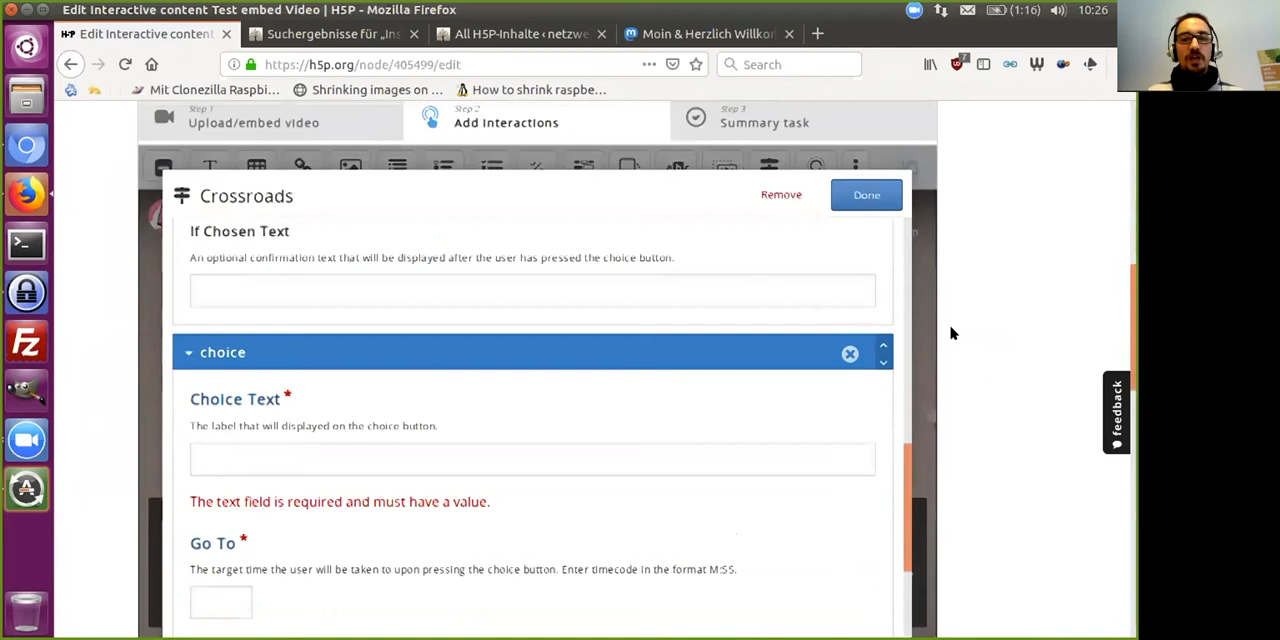 Edit Interactive content Test embed Video | H5P - Mozilla Firefox
(1:16)
10:26
H-P Edit Interactive content
Suchergebnisse für „Ins
All H5P-Inhalte ‹ netzwe
Moin & Herzlich Willkor
https://h5p.org/node/405499/edit
Search
Mit Clonezilla Raspbi…
Shrinking images on …
How to shrink raspbe…
Step 1
Upload/embed video
Step 2
Add interactions
Step 3
Summary task
Crossroads
Remove
Done
If Chosen Text
An optional confirmation text that will be displayed after the user has pressed the choice button.
choice
Choice Text *
The label that will displayed on the choice button.
The text field is required and must have a value.
Go To *
The target time the user will be taken to upon pressing the choice button. Enter timecode in the format M:SS.
feedback